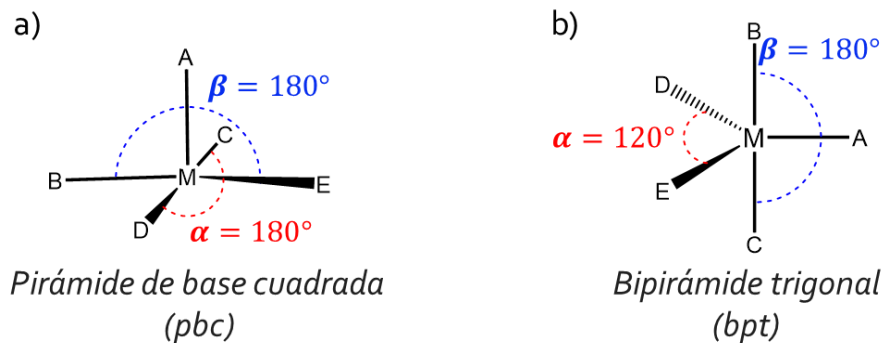 a)
A
β = 180°
C
B
M
E
D
α = 180°
Pirámide de base cuadrada
(pbc)
b)
B
β = 180°
D
α = 120°
M
A
E
C
Bipirámide trigonal
(bpt)